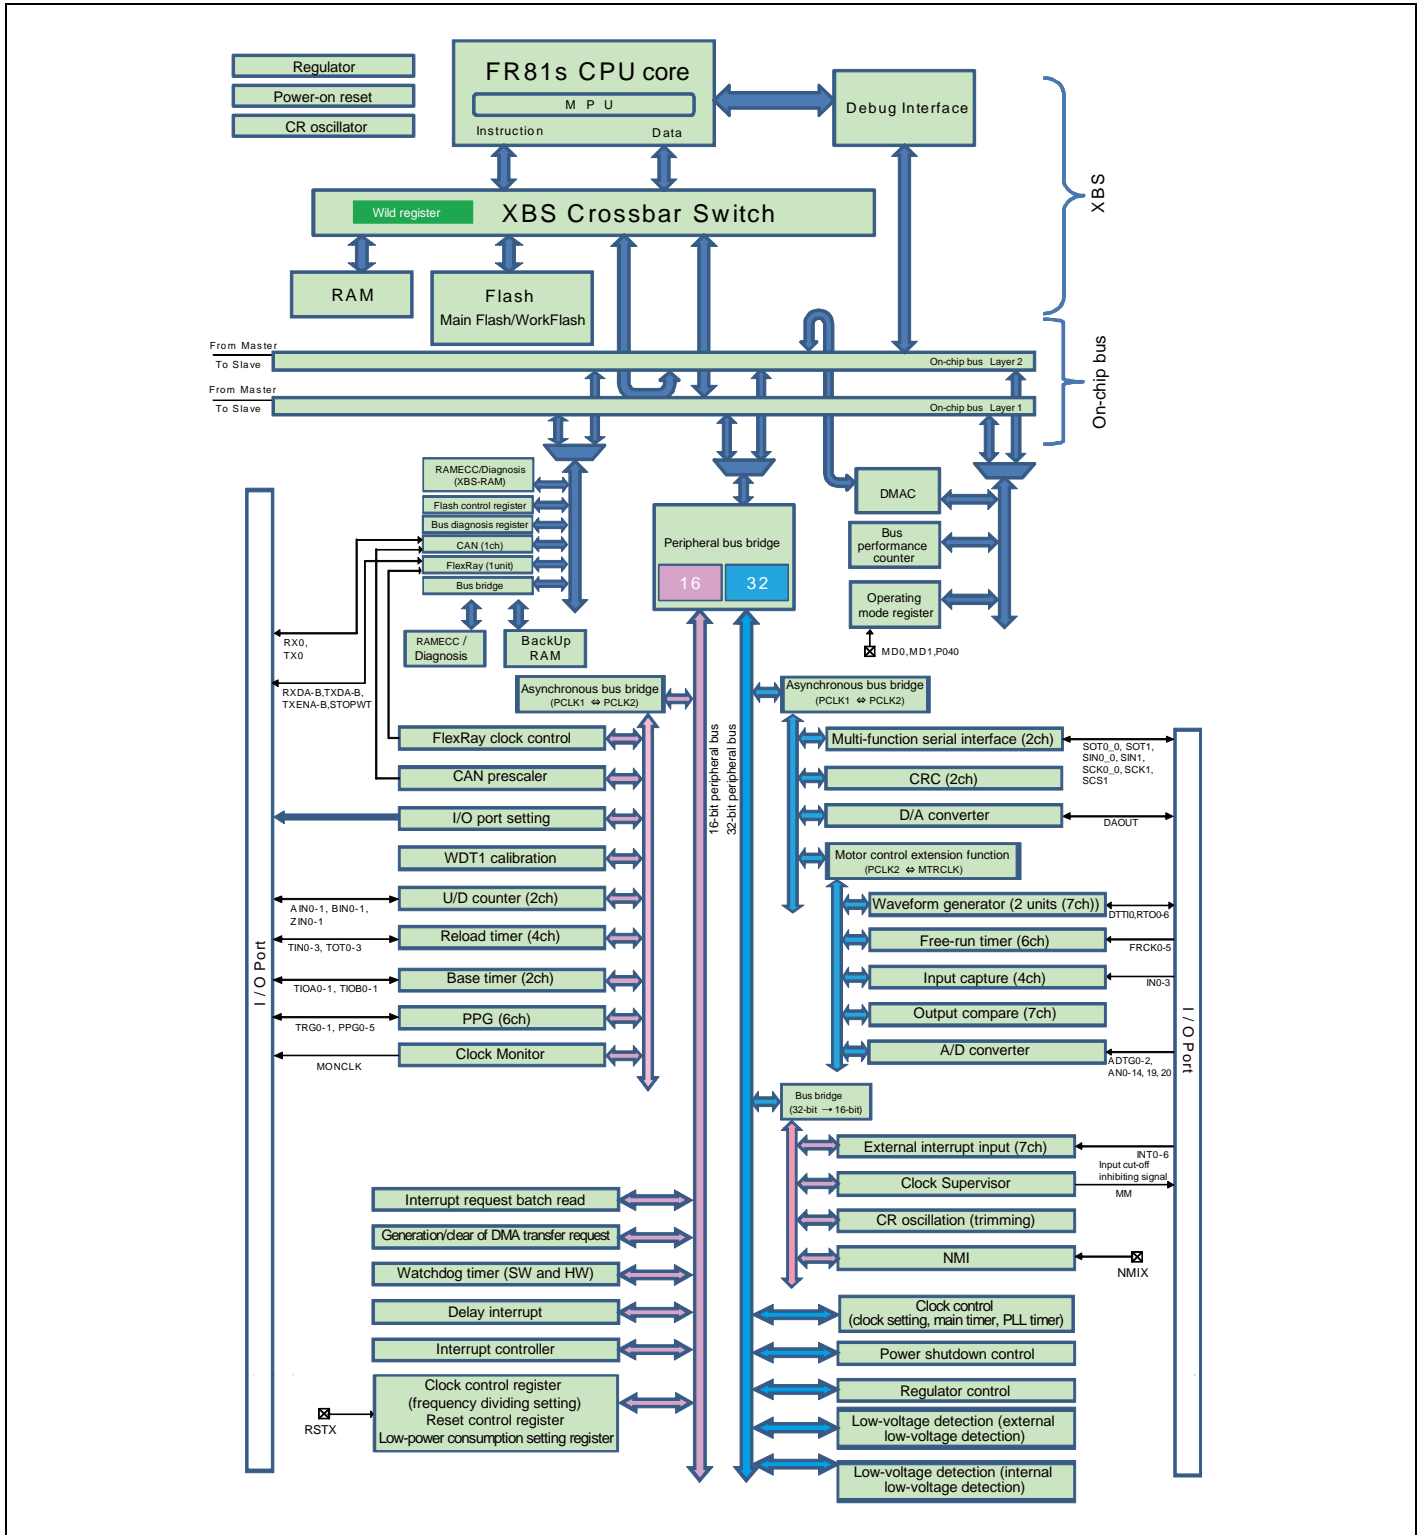 Regulator
Power-on reset
CR oscillator
FR81s CPU core
M P U
Instruction
Data
Debug Interface
XBS
Wild register
XBS Crossbar Switch
RAM
Flash
Main Flash/WorkFlash
From Master
To Slave
On-chip bus Layer 2
From Master
To Slave
On-chip bus Layer 1
On-chip bus
RAMECC/Diagnosis
(XBS-RAM)
Flash control register
Bus diagnosis register
CAN (1ch)
FlexRay (1unit)
Bus bridge
RAMECC /
Diagnosis
BackUp
RAM
Peripheral bus bridge
16
32
DMAC
Bus
performance
counter
Operating
mode register
MD0,MD1,P040
RX0,
TX0
RXDA-B,TXDA-B,
TXENA-B,STOPWT
Asynchronous bus bridge
(PCLK1 ⇔ PCLK2)
Asynchronous bus bridge
(PCLK1 ⇔ PCLK2)
16-bit peripheral bus
32-bit peripheral bus
I / O Port
FlexRay clock control
CAN prescaler
I/O port setting
WDT1 calibration
U/D counter (2ch)
AIN0-1, BIN0-1,
ZIN0-1
Reload timer (4ch)
TIN0-3, TOT0-3
Base timer (2ch)
TIOA0-1, TIOB0-1
PPG (6ch)
TRG0-1, PPG0-5
Clock Monitor
MONCLK
Multi-function serial interface (2ch)
SOT0_0, SOT1,
SIN0_0, SIN1,
SCK0_0, SCK1,
SCS1
CRC (2ch)
D/A converter
DAOUT
Motor control extension function
(PCLK2 ⇔ MTRCLK)
Waveform generator (2 units (7ch))
DTTI0,RTO0-6
Free-run timer (6ch)
FRCK0-5
Input capture (4ch)
IN0-3
Output compare (7ch)
A/D converter
ADTG0-2,
AN0-14, 19, 20
I / O Port
Bus bridge
(32-bit → 16-bit)
External interrupt input (7ch)
INT0-6
Input cut-off
inhibiting signal
Clock Supervisor
MM
CR oscillation (trimming)
NMI
NMIX
Interrupt request batch read
Generation/clear of DMA transfer request
Watchdog timer (SW and HW)
Delay interrupt
Interrupt controller
Clock control register
(frequency dividing setting)
Reset control register
Low-power consumption setting register
RSTX
Clock control
(clock setting, main timer, PLL timer)
Power shutdown control
Regulator control
Low-voltage detection (external
low-voltage detection)
Low-voltage detection (internal
low-voltage detection)